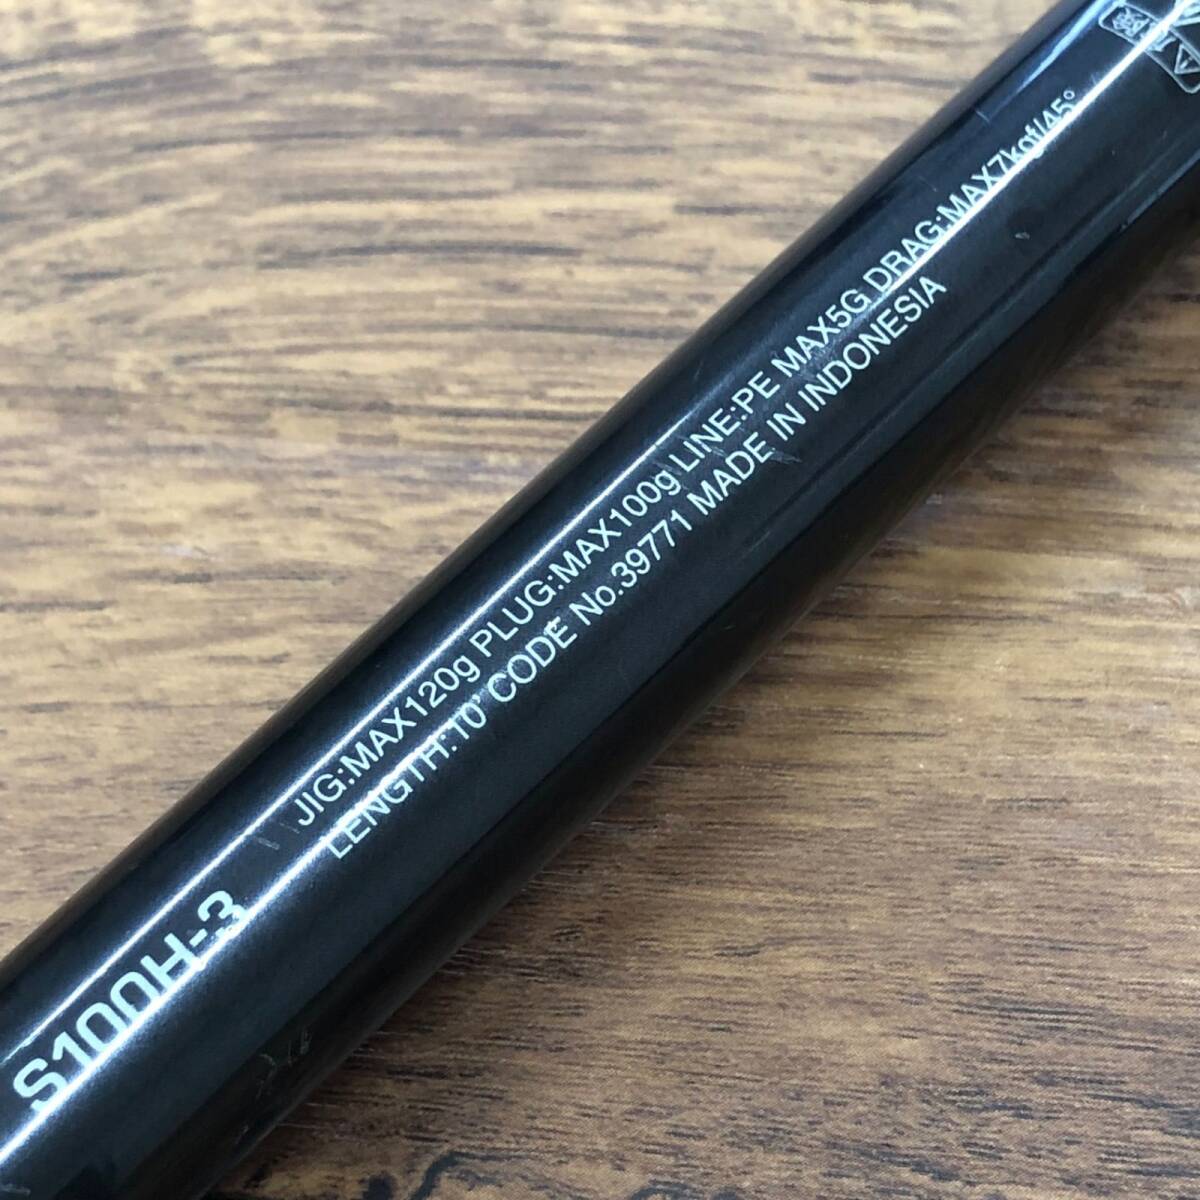 S100H-3
JIG:MAX120g PLUG:MAX100g LINE:PE MAX5G DRAG:MAX7kgf/45°
LENGTH:10' CODE No.39771 MADE IN INDONESIA